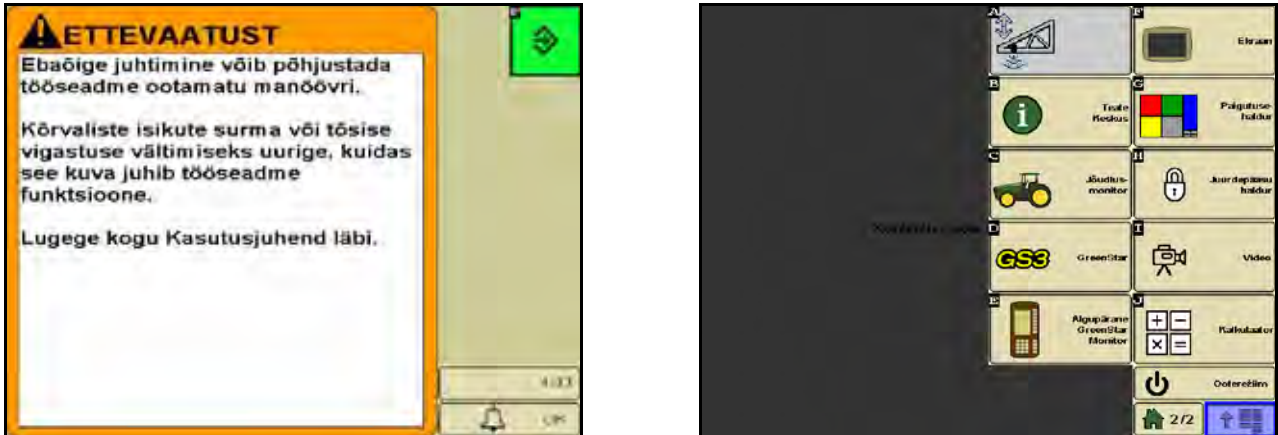 ETTEVAATUST
Ebaõige juhtimine võib põhjustada
tööseadme ootamatu manöövri.
Kõrvaliste isikute surma või tõsise
vigastuse vältimiseks uurige, kuidas
see kuva juhib tööseadme
funktsioone.
Lugege kogu Kasutusjuhend läbi.
A
B
Teate
Keskus
C
Jõudlus-
monitor
D
GS3
GreenStar
E
Algupärane
GreenStar
Monitor
F
Ekraan
G
Paigutuse-
haldur
H
Juurdepääsu
haldur
I
Video
J
Kalkulaator
Ooterežiim
2/2